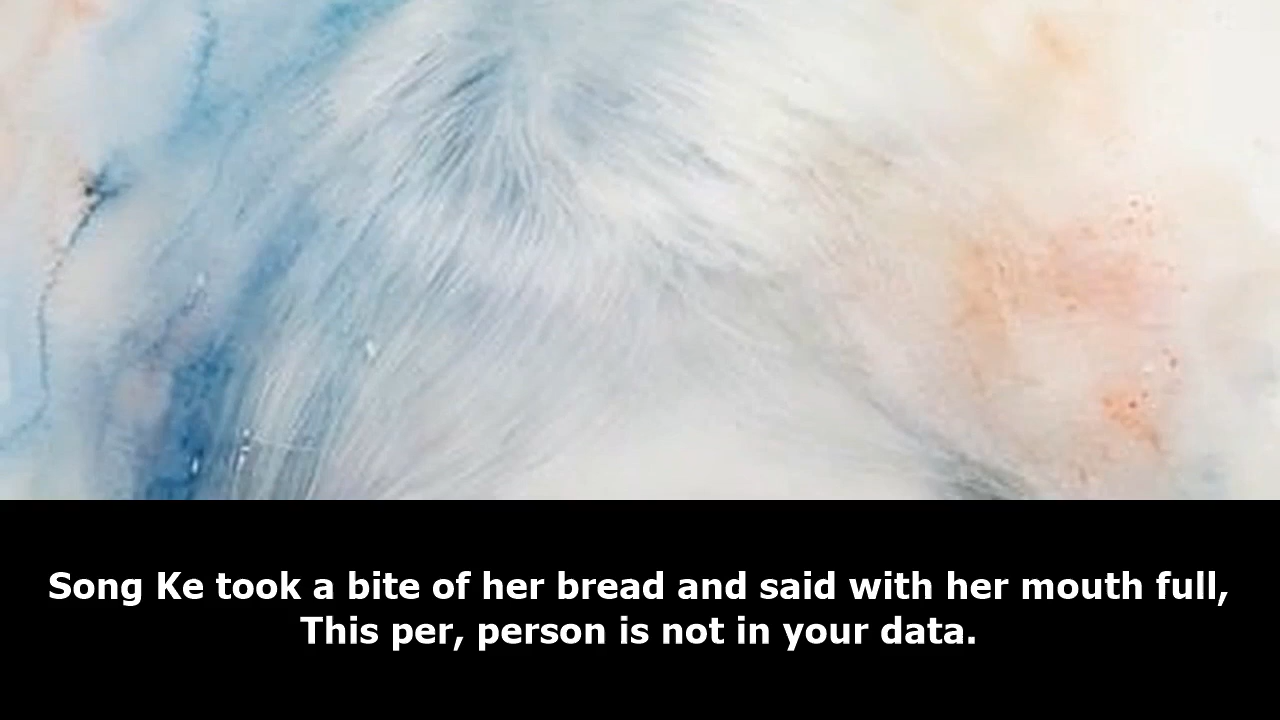 Song Ke took a bite of her bread and said with her mouth full,
This per, person is not in your data.